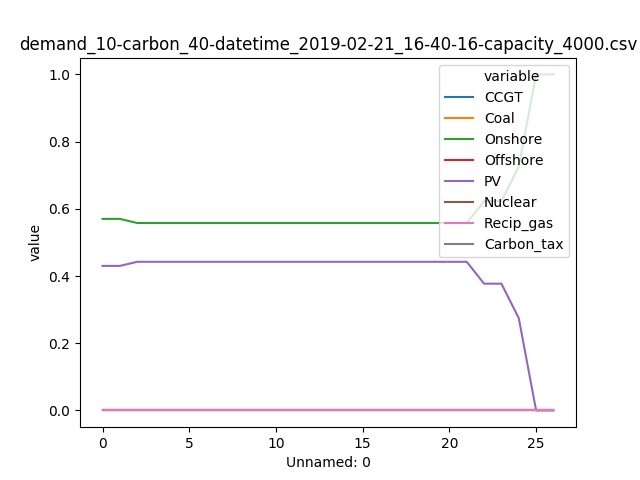 demand_10-carbon_40-datetime_2019-02-21_16-40-16-capacity_4000.csv
variable
CCGT
Coal
Onshore
Offshore
PV
Nuclear
Recip_gas
Carbon_tax
1.0
0.8
0.6
0.4
0.2
0.0
value
0 5 10 15 20 25
Unnamed: 0